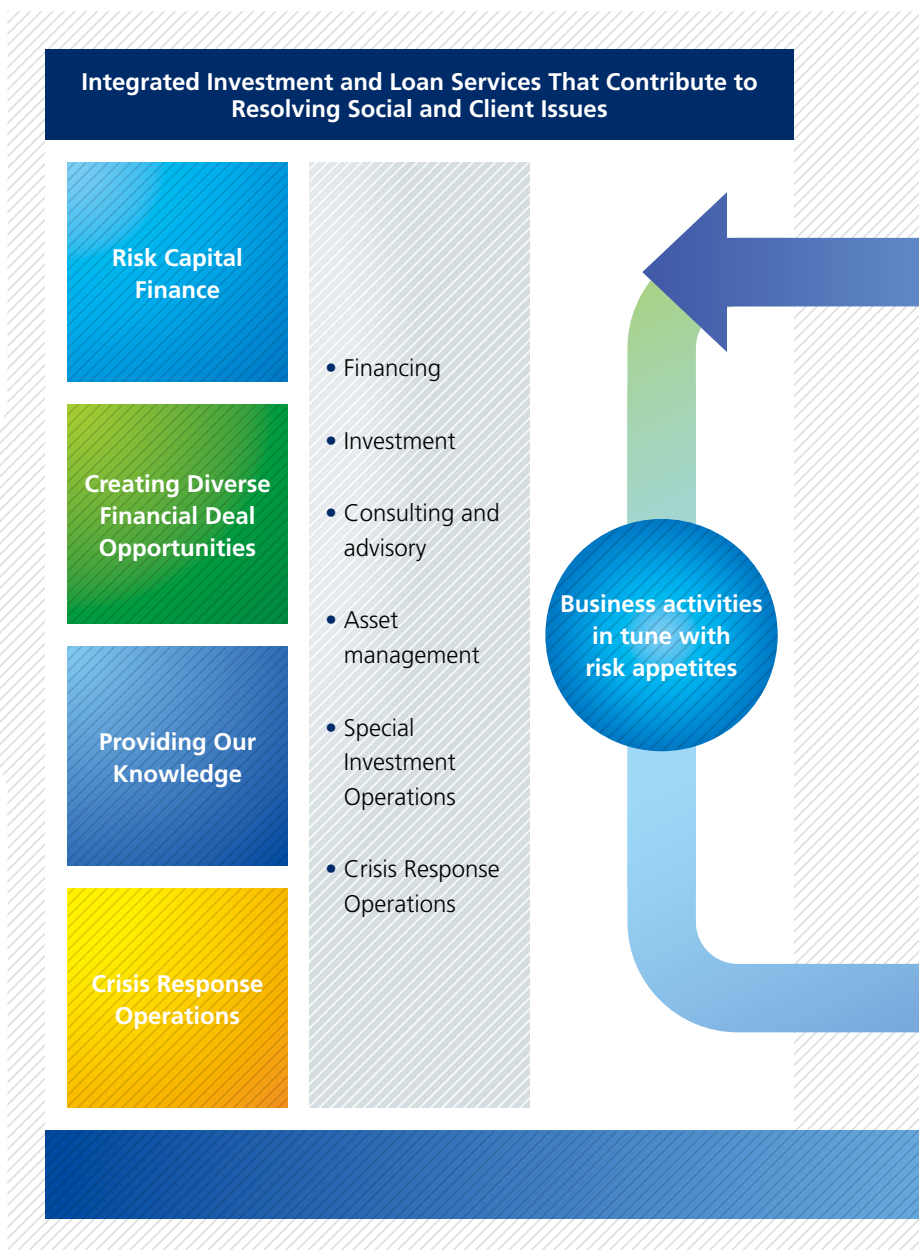 Integrated Investment and Loan Services That Contribute to
Resolving Social and Client Issues
Risk Capital
Finance
Creating Diverse
Financial Deal
Opportunities
Providing Our
Knowledge
Crisis Response
Operations
• Financing
• Investment
• Consulting and
advisory
• Asset
management
• Special
Investment
Operations
• Crisis Response
Operations
Business activities
in tune with
risk appetites